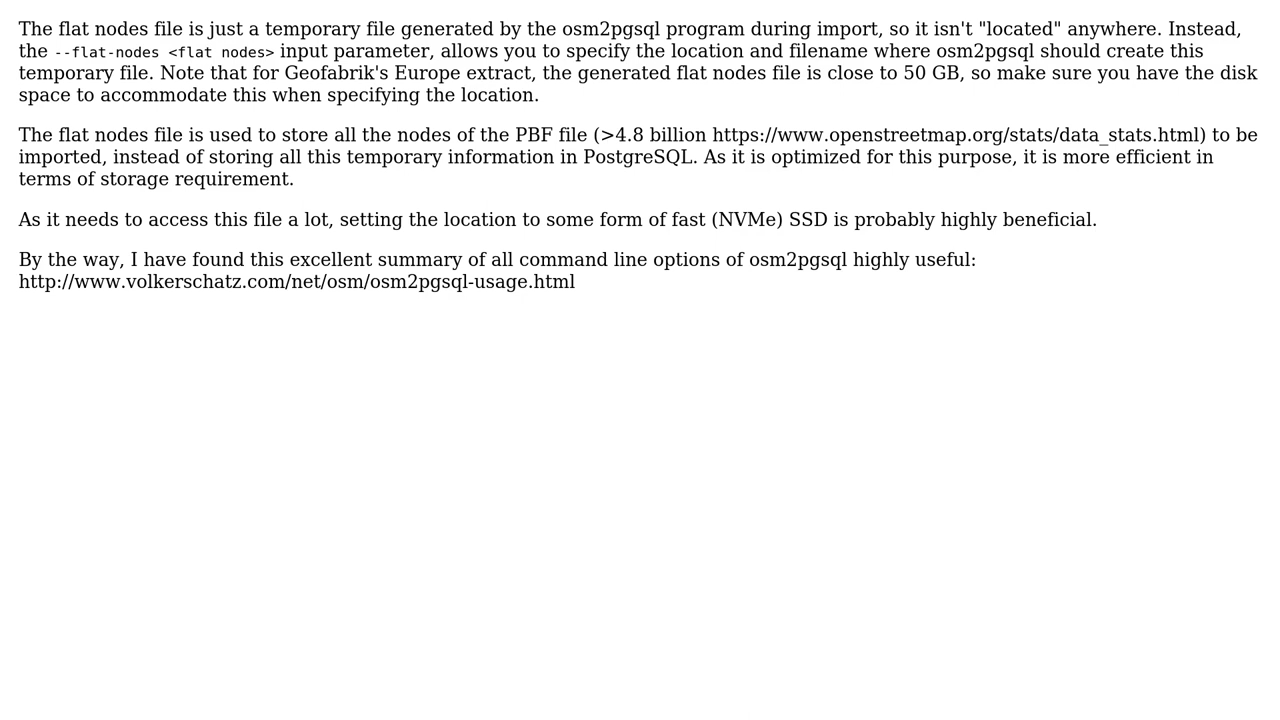 The flat nodes file is just a temporary file generated by the osm2pgsql program during import, so it isn't "located" anywhere. Instead,
the --flat-nodes <flat nodes> input parameter, allows you to specify the location and filename where osm2pgsql should create this
temporary file. Note that for Geofabrik's Europe extract, the generated flat nodes file is close to 50 GB, so make sure you have the disk
space to accommodate this when specifying the location.
The flat nodes file is used to store all the nodes of the PBF file (>4.8 billion https://www.openstreetmap.org/stats/data_stats.html) to be
imported, instead of storing all this temporary information in PostgreSQL. As it is optimized for this purpose, it is more efficient in
terms of storage requirement.
As it needs to access this file a lot, setting the location to some form of fast (NVMe) SSD is probably highly beneficial.
By the way, I have found this excellent summary of all command line options of osm2pgsql highly useful:
http://www.volkerschatz.com/net/osm/osm2pgsql-usage.html